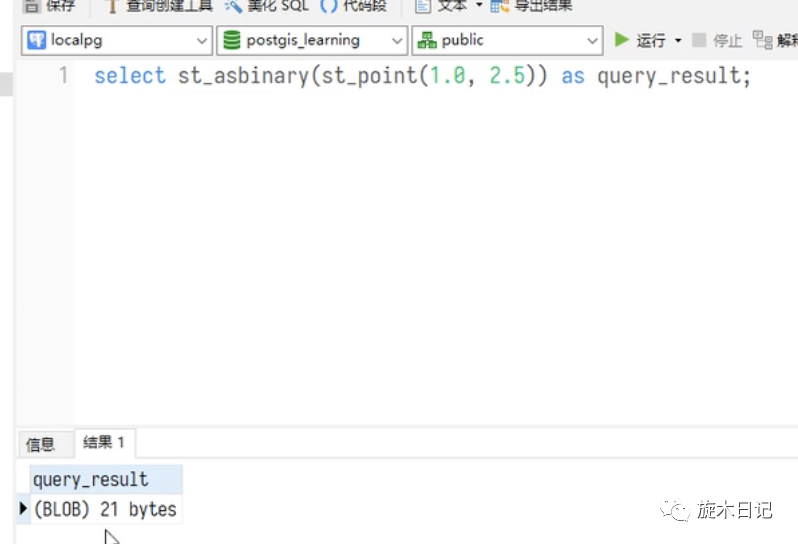 保存 查询创建工具 美化 SQL () 代码段 文本 导出结果
localpg postgis_learning public 运行 停止 解释
1 select st_asbinary(st_point(1.0, 2.5)) as query_result;
信息 结果 1
query_result
(BLOB) 21 bytes
旋木日记